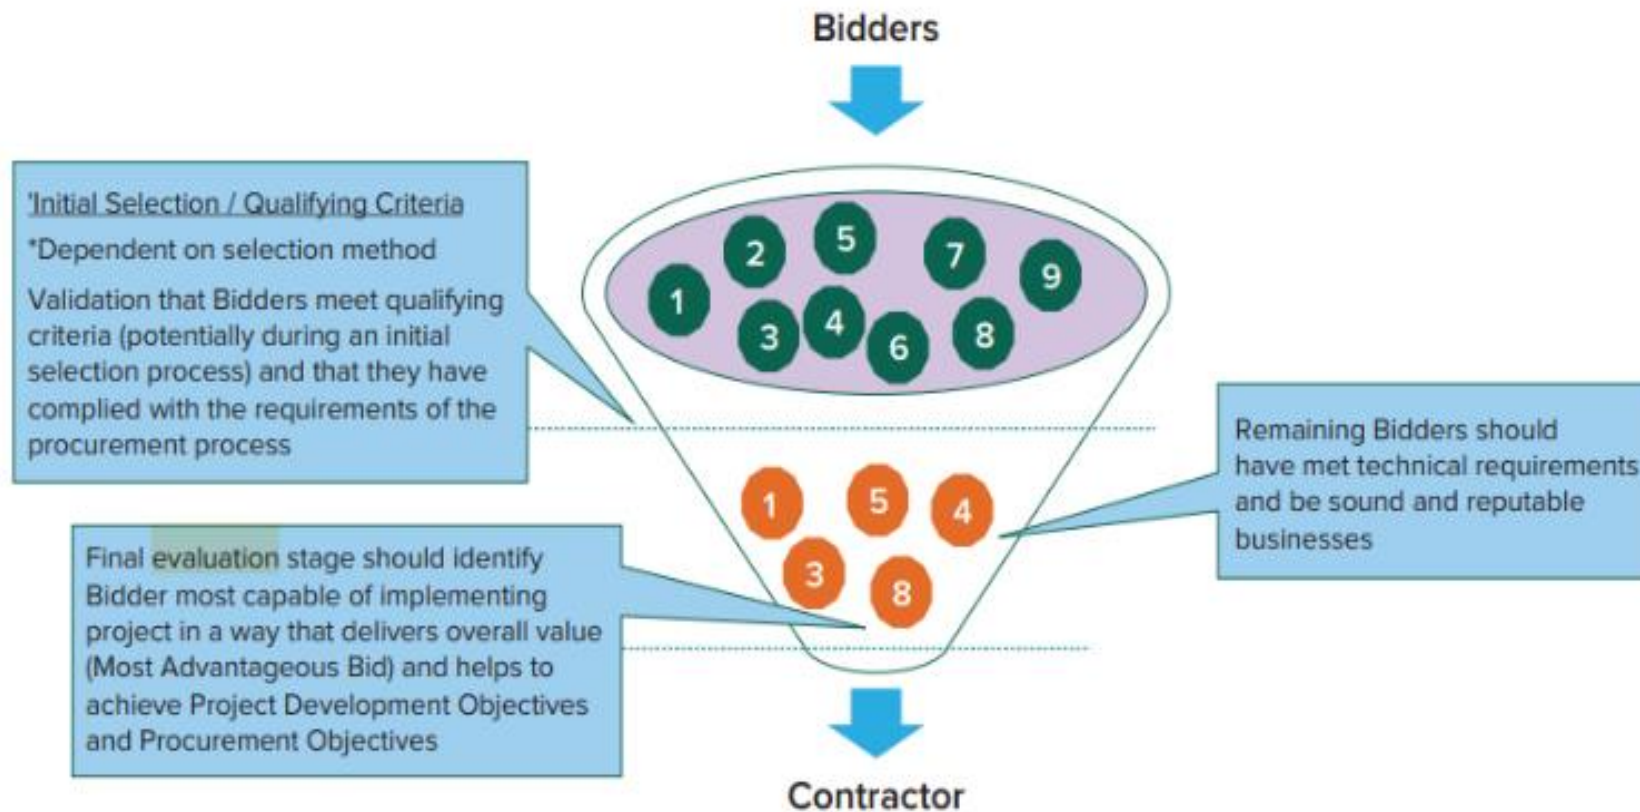 Bidders
'Initial Selection / Qualifying Criteria
*Dependent on selection method
Validation that Bidders meet qualifying
criteria (potentially during an initial
selection process) and that they have
complied with the requirements of the
procurement process
2
5
7
9
1
3
4
6
8
Remaining Bidders should
have met technical requirements
and be sound and reputable
businesses
1
5
4
3
8
Final evaluation stage should identify
Bidder most capable of implementing
project in a way that delivers overall value
(Most Advantageous Bid) and helps to
achieve Project Development Objectives
and Procurement Objectives
Contractor